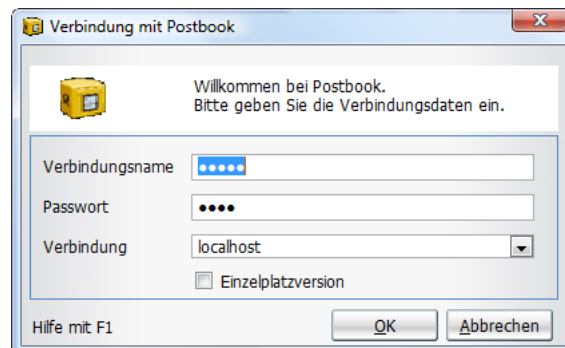 Verbindung mit Postbook
Willkommen bei Postbook.
Bitte geben Sie die Verbindungsdaten ein.
Verbindungsname •••••
Passwort ••••
Verbindung localhost
Einzelplatzversion
Hilfe mit F1 OK Abbrechen